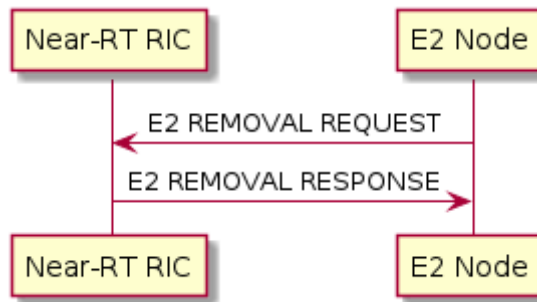 Near-RT RIC
E2 Node
E2 REMOVAL REQUEST
E2 REMOVAL RESPONSE
Near-RT RIC
E2 Node